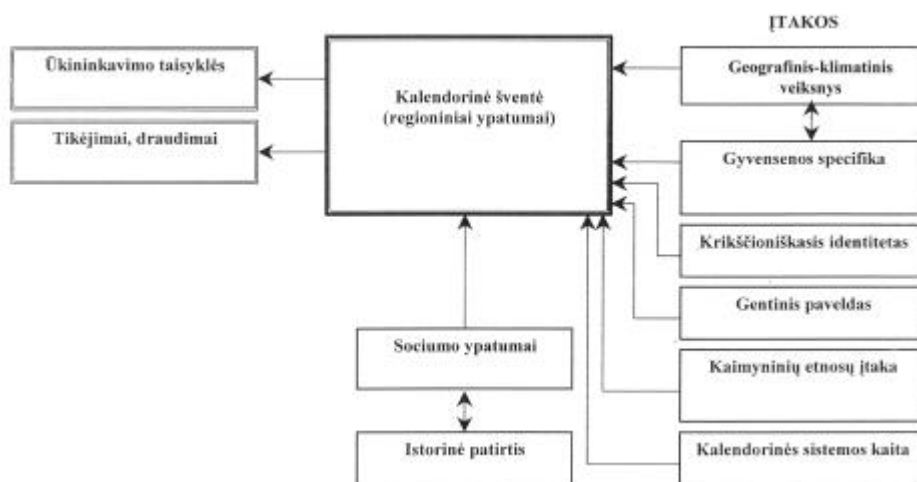 ĮTAKOS
Ūkininkavimo taisyklės
Tikėjimai, draudimai
Kalendorinė šventė
(regioniniai ypatumai)
Geografinis-klimatinis
veiksnys
Gyvensenos specifika
Krikščioniškasis identitetas
Gentinis paveldas
Kaimyninių etnosų įtaka
Kalendorinės sistemos kaita
Sociumo ypatumai
Istorinė patirtis